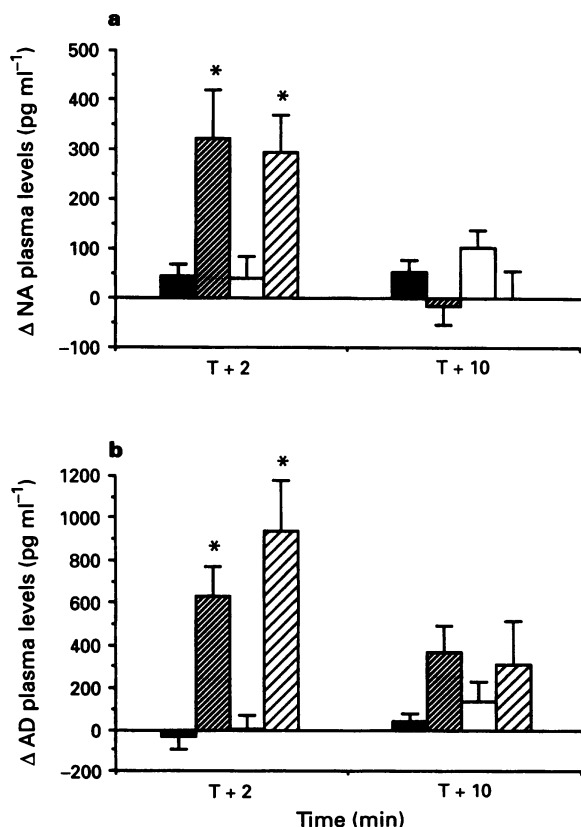 a
Δ NA plasma levels (pg ml⁻¹)
500
400
300
200
100
0
−100
* *
T + 2 T + 10
b
Δ AD plasma levels (pg ml⁻¹)
1200
1000
800
600
400
200
0
−200
* *
T + 2 T + 10
Time (min)